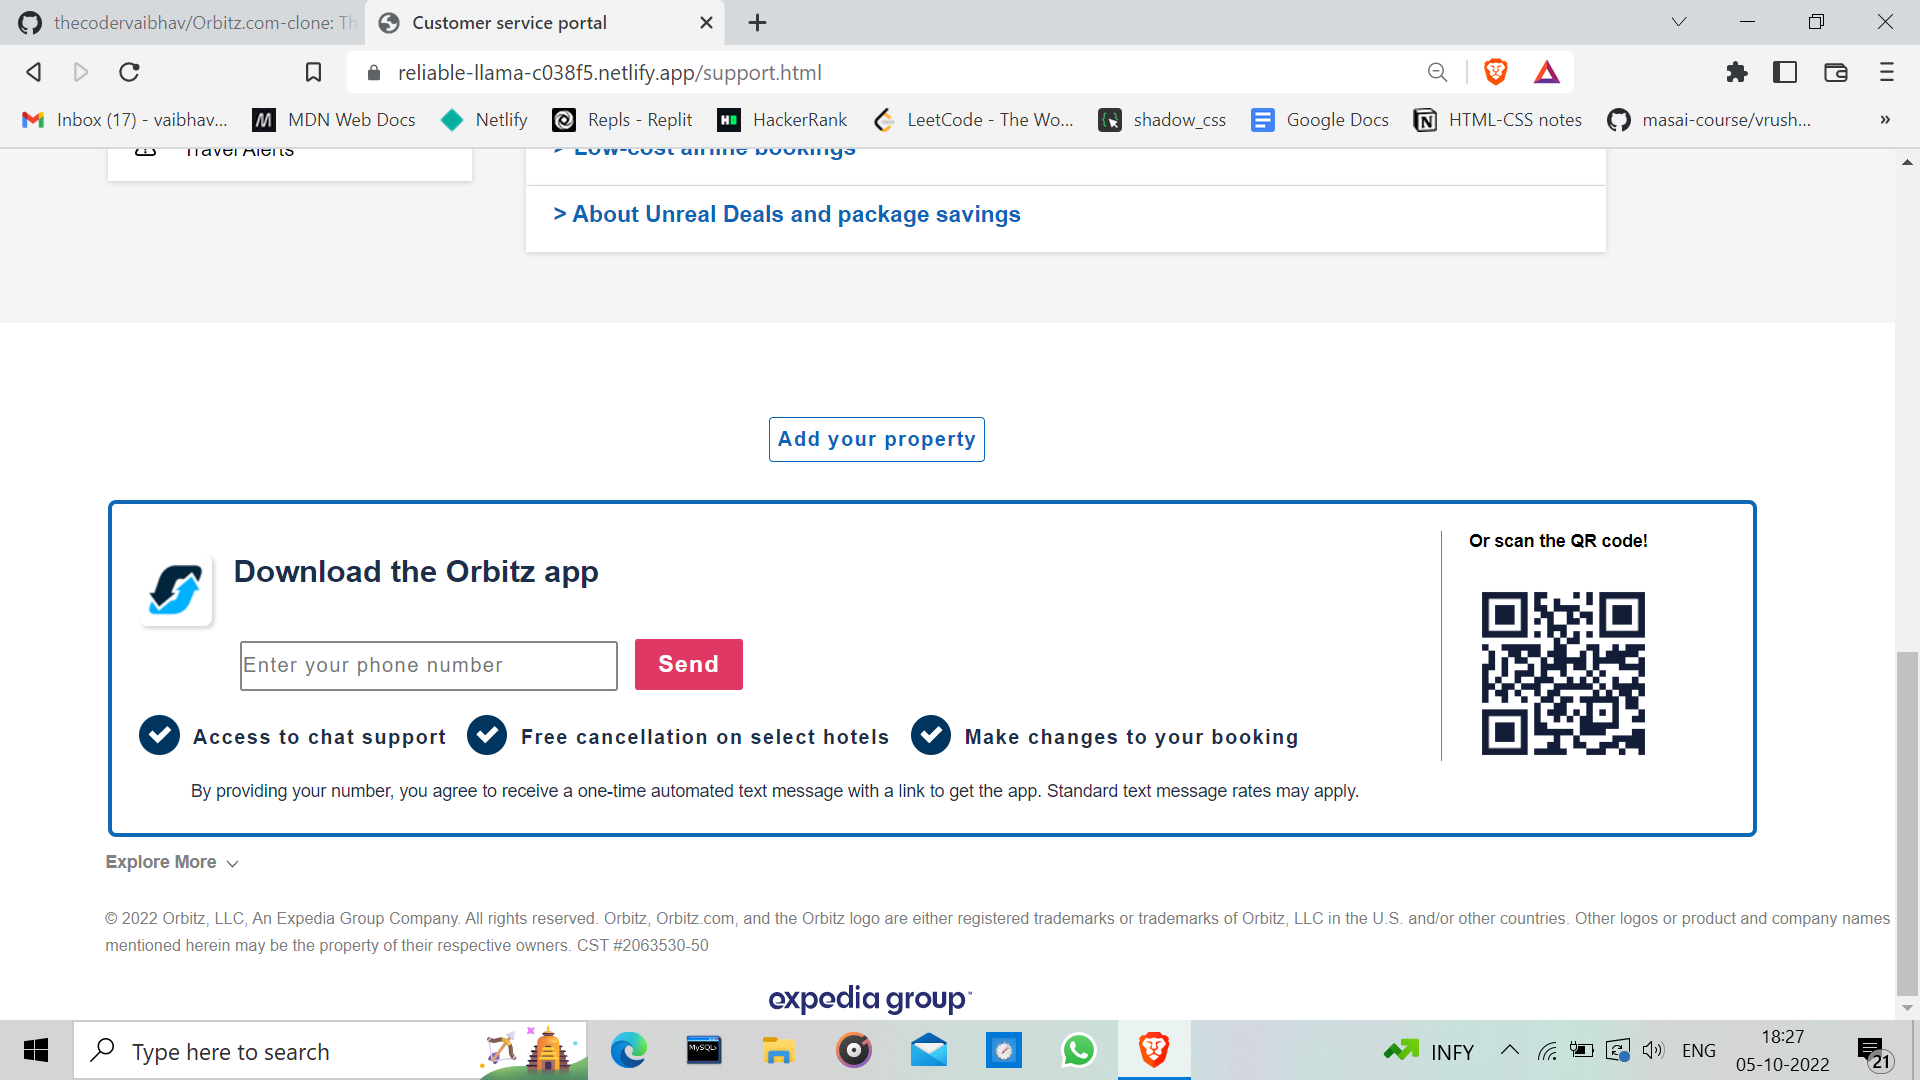 thecodervaibhav/Orbitz.com-clone: Th
Customer service portal
reliable-llama-c038f5.netlify.app/support.html
Inbox (17) - vaibhav...
MDN Web Docs
Netlify
Repls - Replit
HackerRank
LeetCode - The Wo...
shadow_css
Google Docs
HTML-CSS notes
masai-course/vrush...
»
Travel Alerts
> Low-cost airline bookings
> About Unreal Deals and package savings
Add your property
Download the Orbitz app
Or scan the QR code!
Enter your phone number
Send
Access to chat support
Free cancellation on select hotels
Make changes to your booking
By providing your number, you agree to receive a one-time automated text message with a link to get the app. Standard text message rates may apply.
Explore More
© 2022 Orbitz, LLC, An Expedia Group Company. All rights reserved. Orbitz, Orbitz.com, and the Orbitz logo are either registered trademarks or trademarks of Orbitz, LLC in the U.S. and/or other countries. Other logos or product and company names
mentioned herein may be the property of their respective owners. CST #2063530-50
expedia group™
Type here to search
MySQL>
INFY
ENG
18:27
05-10-2022
21